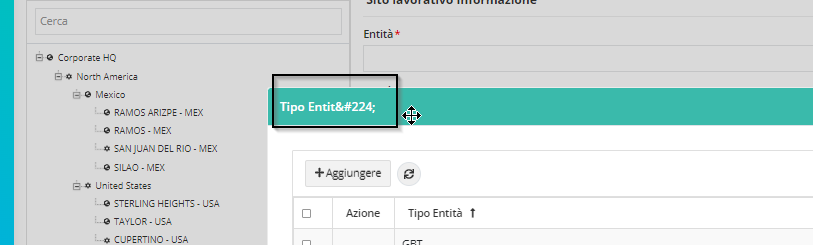 Sito lavorativo Informazione
Cerca
Entità*
Corporate HQ
North America
Mexico
RAMOS ARIZPE - MEX
RAMOS - MEX
SAN JUAN DEL RIO - MEX
SILAO - MEX
United States
STERLING HEIGHTS - USA
TAYLOR - USA
CUPERTINO - USA
Tipo Entit&#224;
+Aggiungere
Azione
Tipo Entità ↑
GBT